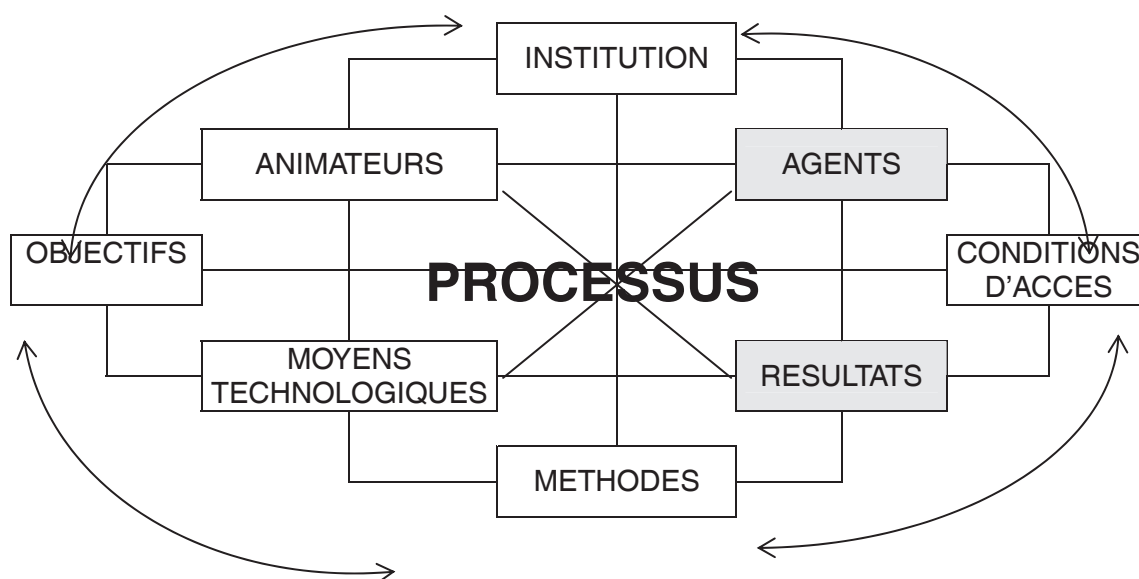 INSTITUTION
ANIMATEURS
AGENTS
OBJECTIFS
CONDITIONS
D'ACCES
PROCESSUS
MOYENS
TECHNOLOGIQUES
RESULTATS
METHODES